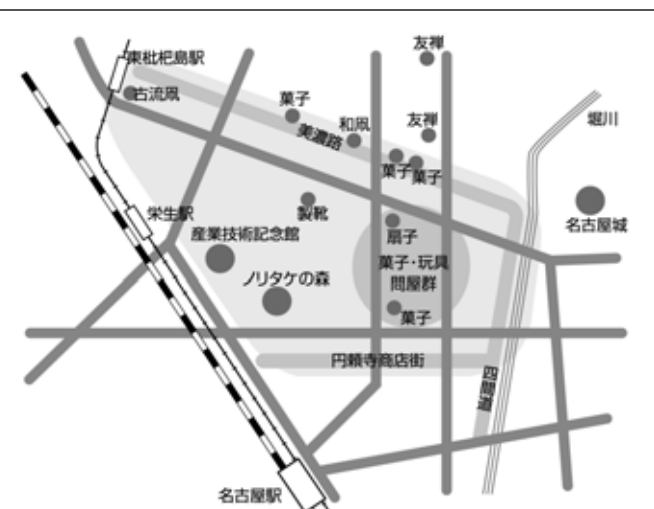 友禅
東枇杷島駅
古流凧
菓子
堀川
美濃路
和凧
友禅
菓子
菓子
栄生駅
製靴
名古屋城
産業技術記念館
扇子
菓子・玩具
問屋群
ノリタケの森
菓子
円頓寺商店街
四間道
名古屋駅